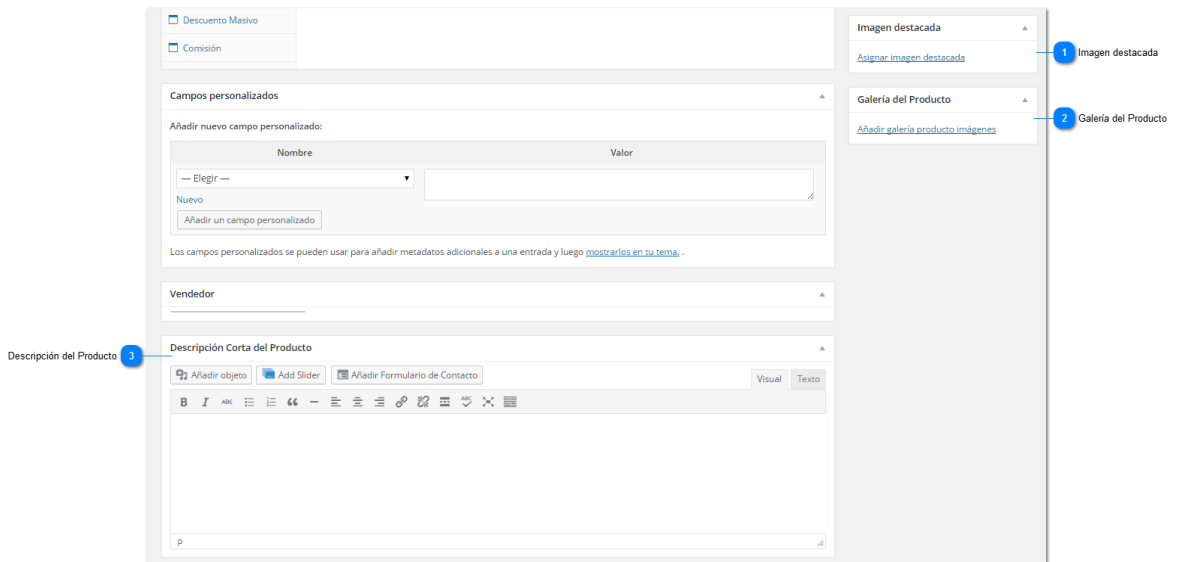 Descuento Masivo
Comisión
Imagen destacada
Asignar imagen destacada
1 Imagen destacada
Galería del Producto
Añadir galería producto imágenes
2 Galería del Producto
Campos personalizados
Añadir nuevo campo personalizado:
Nombre Valor
— Elegir —
Nuevo
Añadir un campo personalizado
Los campos personalizados se pueden usar para añadir metadatos adicionales a una entrada y luego mostrarlos en tu tema. .
Vendedor
Descripción del Producto 3
Descripción Corta del Producto
Añadir objeto Add Slider Añadir Formulario de Contacto
Visual Texto
B I ABC ABC
P